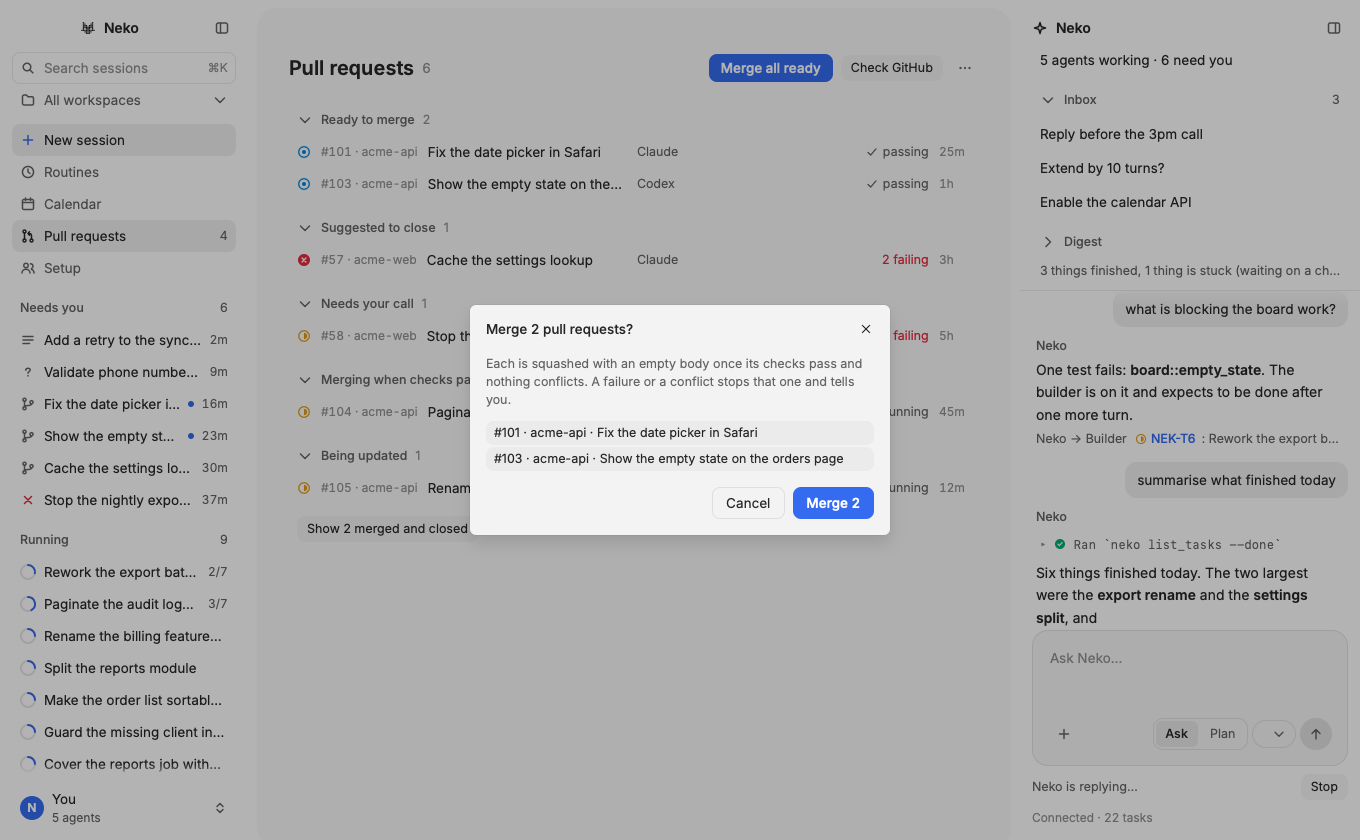 Neko
Search sessions ⌘K
All workspaces
New session
Routines
Calendar
Pull requests 4
Setup
Needs you 6
Add a retry to the sync... 2m
Validate phone numbe... 9m
Fix the date picker i... 16m
Show the empty st... 23m
Cache the settings lo... 30m
Stop the nightly expo... 37m
Running 9
Rework the export bat... 2/7
Paginate the audit log... 3/7
Rename the billing feature...
Split the reports module
Make the order list sortabl...
Guard the missing client in...
Cover the reports job with...
N
You
5 agents
Pull requests 6
Merge all ready
Check GitHub
Ready to merge 2
#101 · acme-api Fix the date picker in Safari Claude passing 25m
#103 · acme-api Show the empty state on the... Codex passing 1h
Suggested to close 1
#57 · acme-web Cache the settings lookup Claude 2 failing 3h
Needs your call 1
#58 · acme-web Stop th failing 5h
Merging when checks pa
#104 · acme-api Pagina unning 45m
Being updated 1
#105 · acme-api Renam unning 12m
Show 2 merged and closed
Merge 2 pull requests?
Each is squashed with an empty body once its checks pass and
nothing conflicts. A failure or a conflict stops that one and tells
you.
#101 · acme-api · Fix the date picker in Safari
#103 · acme-api · Show the empty state on the orders page
Cancel
Merge 2
Neko
5 agents working · 6 need you
Inbox 3
Reply before the 3pm call
Extend by 10 turns?
Enable the calendar API
Digest
3 things finished, 1 thing is stuck (waiting on a ch...
what is blocking the board work?
Neko
One test fails: board::empty_state. The
builder is on it and expects to be done after
one more turn.
Neko → Builder NEK-T6 : Rework the export b...
summarise what finished today
Neko
Ran `neko list_tasks --done`
Six things finished today. The two largest
were the export rename and the settings
split, and
Ask Neko...
Ask Plan
Neko is replying...
Stop
Connected · 22 tasks